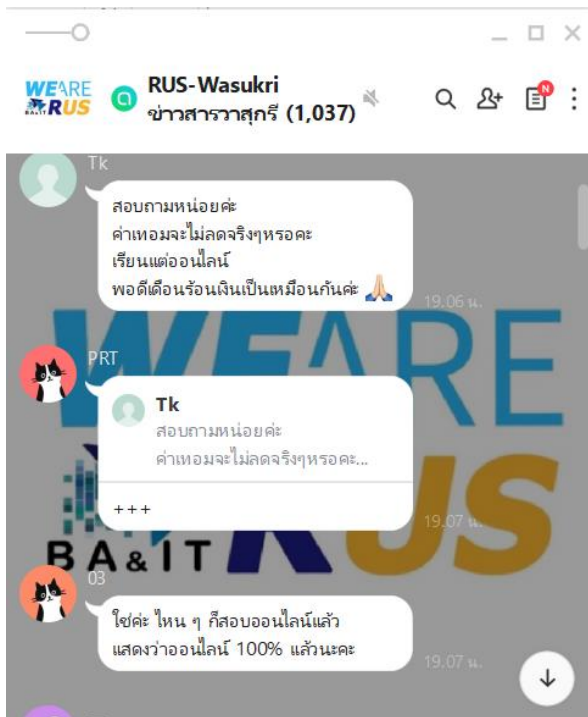 WE'ARE
RUS
BA&IT
RUS-Wasukri
ข่าวสารวาสุกรี (1,037)
N
Tk
สอบถามหน่อยค่ะ
ค่าเทอมจะไม่ลดจริงๆหรอคะ
เรียนแต่ออนไลน์
พอดีเดือนร้อนเงินเป็นเหมือนกันค่ะ 🙏🏻
19.06 น.
WE ARE
PRT
Tk
สอบถามหน่อยค่ะ
ค่าเทอมจะไม่ลดจริงๆหรอคะ...
+++
19.07 น.
RUS
BA&IT
03
ใช่ค่ะ ไหน ๆ ก็สอบออนไลน์แล้ว
แสดงว่าออนไลน์ 100% แล้วนะคะ
19.07 น.